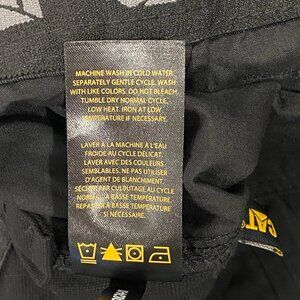 MACHINE WASH IN COLD WATER
SEPARATELY GENTLE CYCLE. WASH
WITH LIKE COLORS. DO NOT BLEACH.
TUMBLE DRY NORMAL CYCLE,
LOW HEAT. IRON AT LOW
TEMPERATURE IF NECESSARY.
LAVER À LA MACHINE À L'EAU
FROIDE AU CYCLE DÉLICAT.
LAVER AVEC DES COULEURS
SEMBLABLES. NE PAS UTILISER
D'AGENT DE BLANCHIMENT
SÉCHER PAR CULBUTAGE AU CYCLE
NORMAL À BASSE TEMPÉRATURE
REPASSER À BASSE TEMPÉRATURE
SI NÉCESSAIRE.
CAT